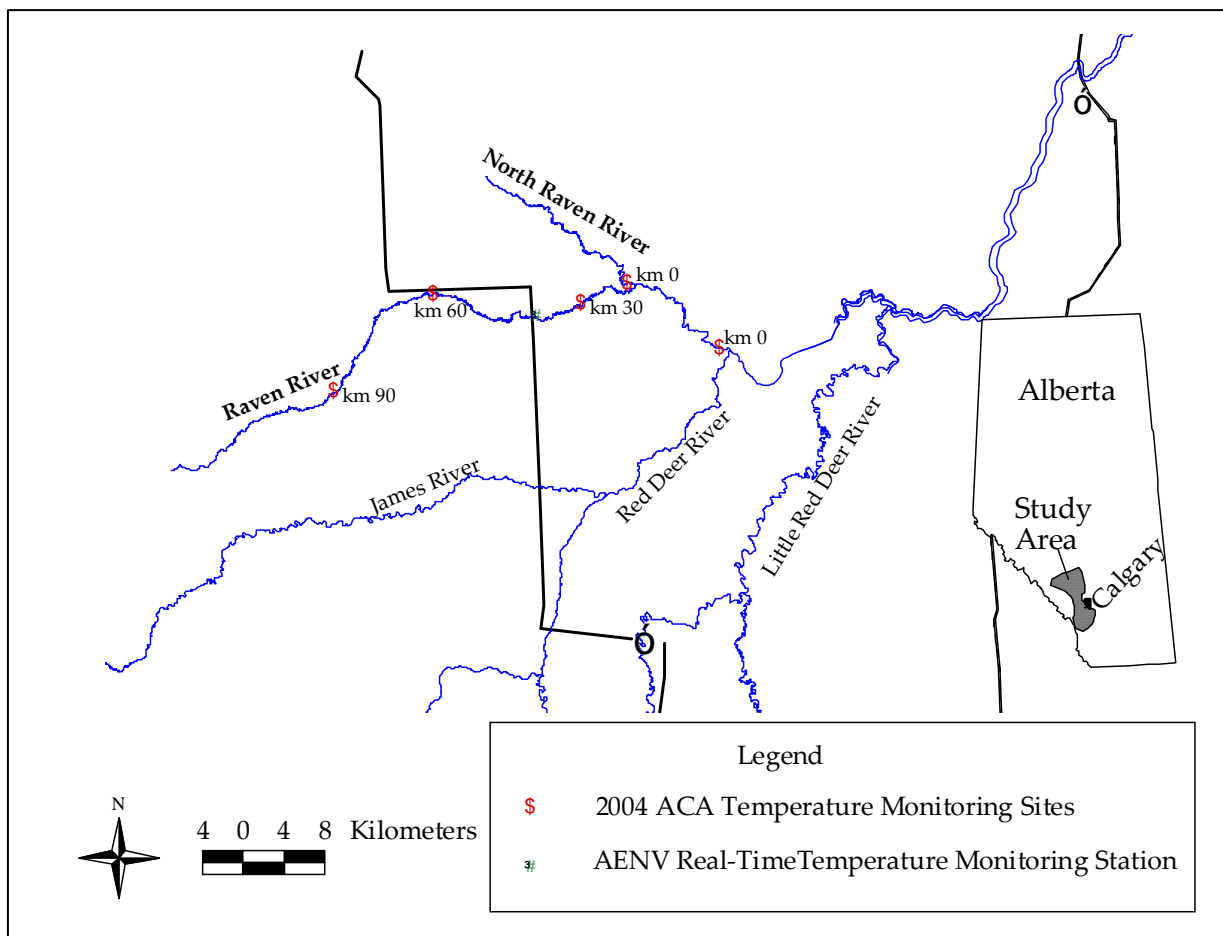 Ó
North Raven River
km 0
km 60
km 30
km 0
Raven River
km 90
James River
Red Deer River
Little Red Deer River
Ó
Alberta
Study
Area
Calgary
Legend
$ 2004 ACA Temperature Monitoring Sites
# AENV Real-TimeTemperature Monitoring Station
N
4 0 4 8 Kilometers